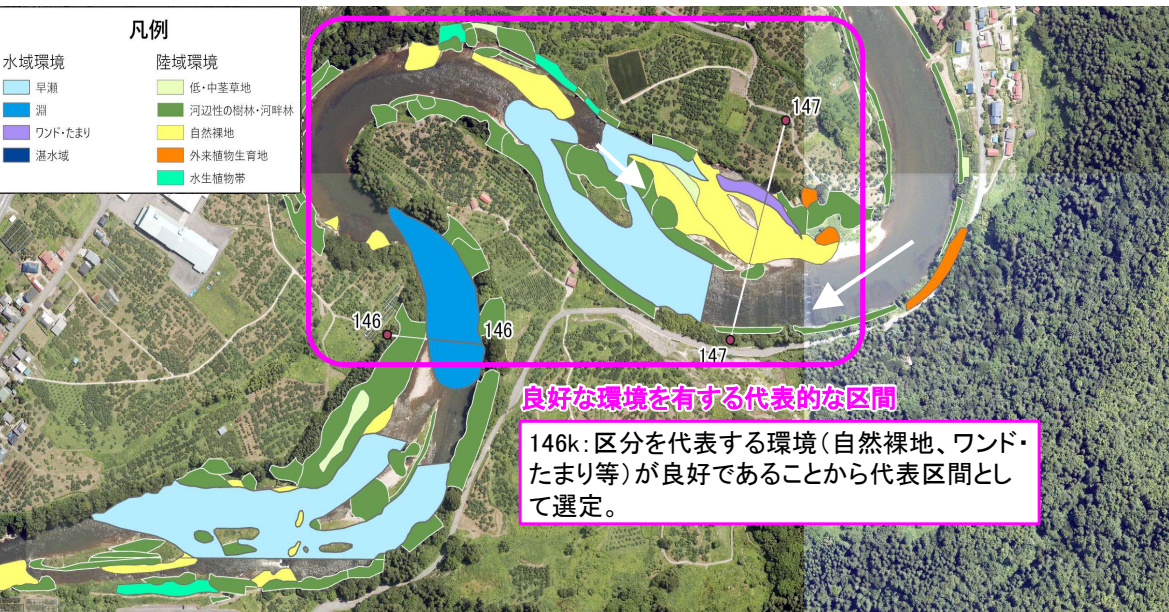 凡例
水域環境
早瀬
淵
ワンド・たまり
湛水域
陸域環境
低・中茎草地
河辺性の樹林・河畔林
自然裸地
外来植物生育地
水生植物帯
147
146
146
147
良好な環境を有する代表的な区間
146k:区分を代表する環境(自然裸地、ワンド・
たまり等)が良好であることから代表区間とし
て選定。